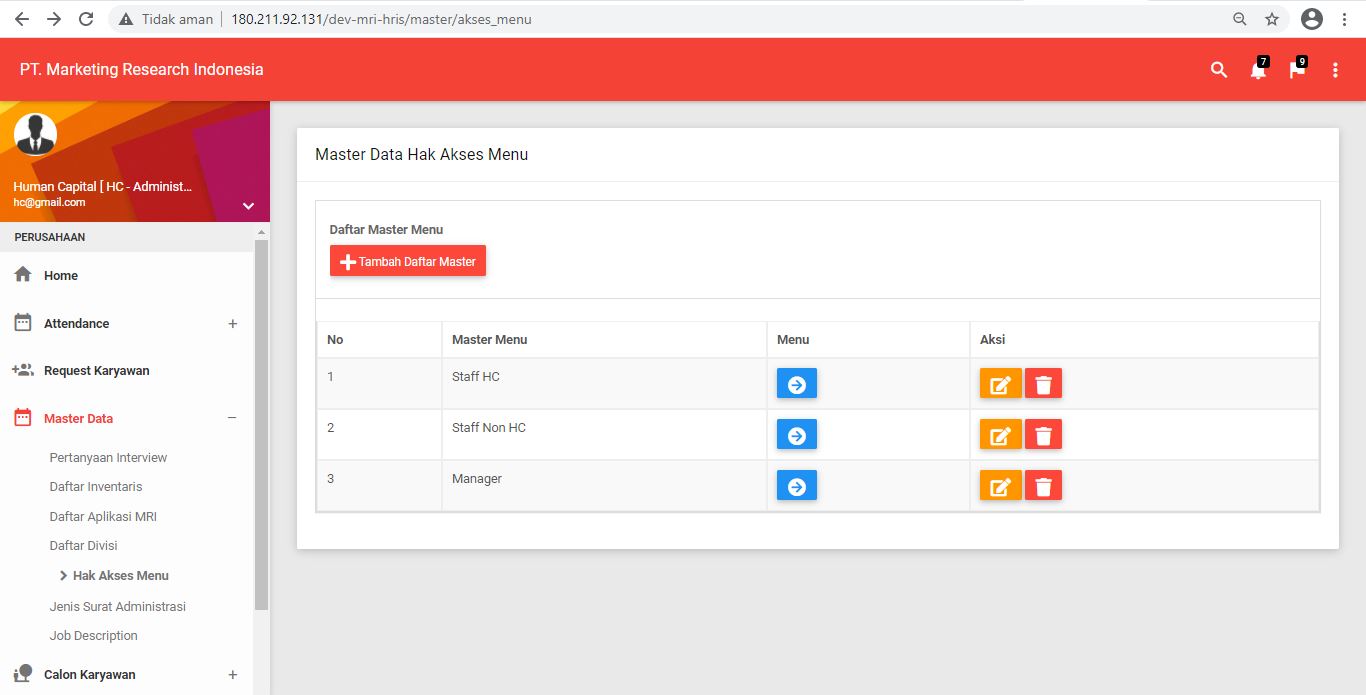 Tidak aman
180.211.92.131/dev-mri-hris/master/akses_menu
PT. Marketing Research Indonesia
7
9
Human Capital [ HC - Administ...
hc@gmail.com
PERUSAHAAN
Home
Attendance +
Request Karyawan
Master Data −
Pertanyaan Interview
Daftar Inventaris
Daftar Aplikasi MRI
Daftar Divisi
Hak Akses Menu
Jenis Surat Administrasi
Job Description
Calon Karyawan +
Master Data Hak Akses Menu
Daftar Master Menu
Tambah Daftar Master
No Master Menu Menu Aksi
1 Staff HC
2 Staff Non HC
3 Manager